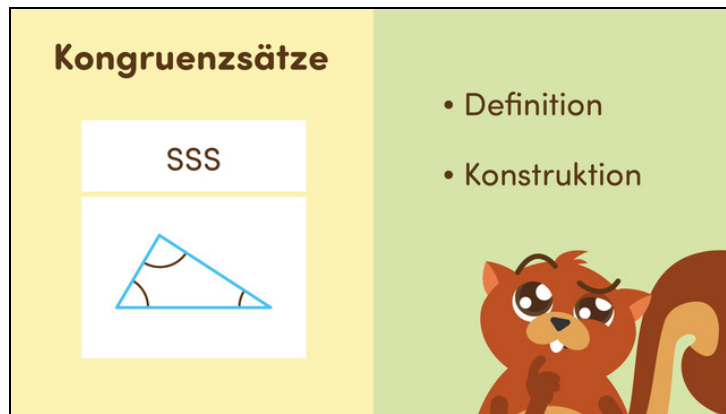 Kongruenzsätze
SSS
• Definition
• Konstruktion